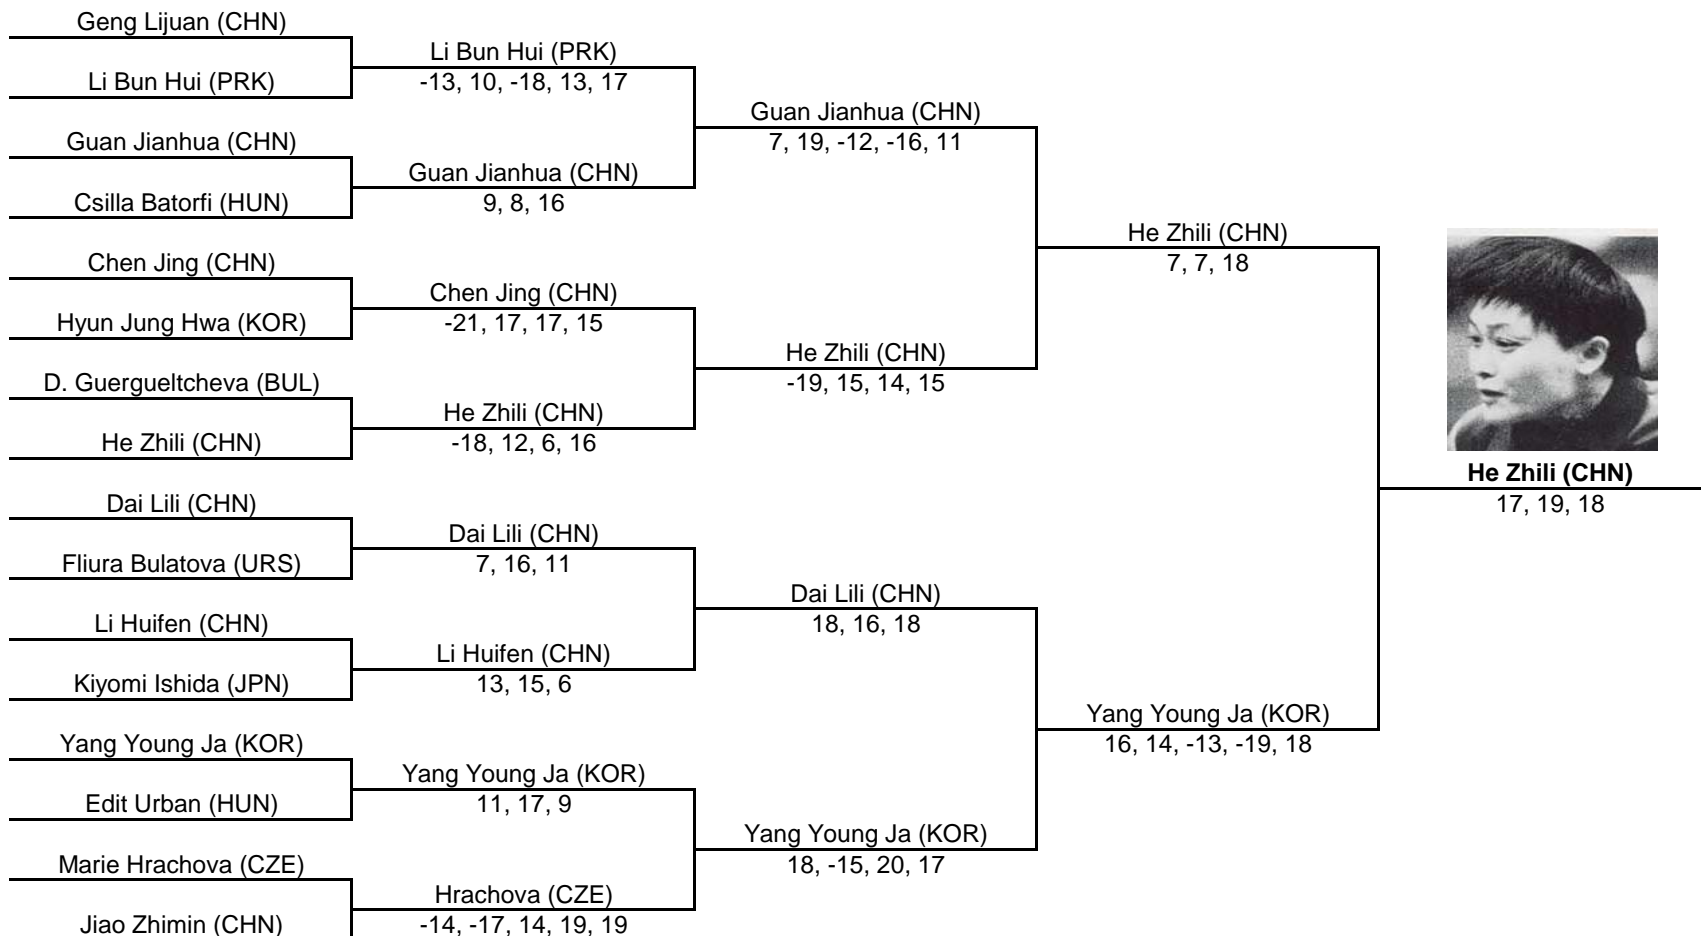 Geng Lijuan (CHN)
Li Bun Hui (PRK)
Li Bun Hui (PRK)
-13, 10, -18, 13, 17
Guan Jianhua (CHN)
7, 19, -12, -16, 11
Guan Jianhua (CHN)
Guan Jianhua (CHN)
9, 8, 16
Csilla Batorfi (HUN)
He Zhili (CHN)
7, 7, 18
Chen Jing (CHN)
Chen Jing (CHN)
-21, 17, 17, 15
Hyun Jung Hwa (KOR)
He Zhili (CHN)
-19, 15, 14, 15
D. Guergueltcheva (BUL)
He Zhili (CHN)
-18, 12, 6, 16
He Zhili (CHN)
He Zhili (CHN)
17, 19, 18
Dai Lili (CHN)
Dai Lili (CHN)
7, 16, 11
Fliura Bulatova (URS)
Dai Lili (CHN)
18, 16, 18
Li Huifen (CHN)
Li Huifen (CHN)
13, 15, 6
Kiyomi Ishida (JPN)
Yang Young Ja (KOR)
16, 14, -13, -19, 18
Yang Young Ja (KOR)
Yang Young Ja (KOR)
11, 17, 9
Edit Urban (HUN)
Yang Young Ja (KOR)
18, -15, 20, 17
Marie Hrachova (CZE)
Hrachova (CZE)
-14, -17, 14, 19, 19
Jiao Zhimin (CHN)